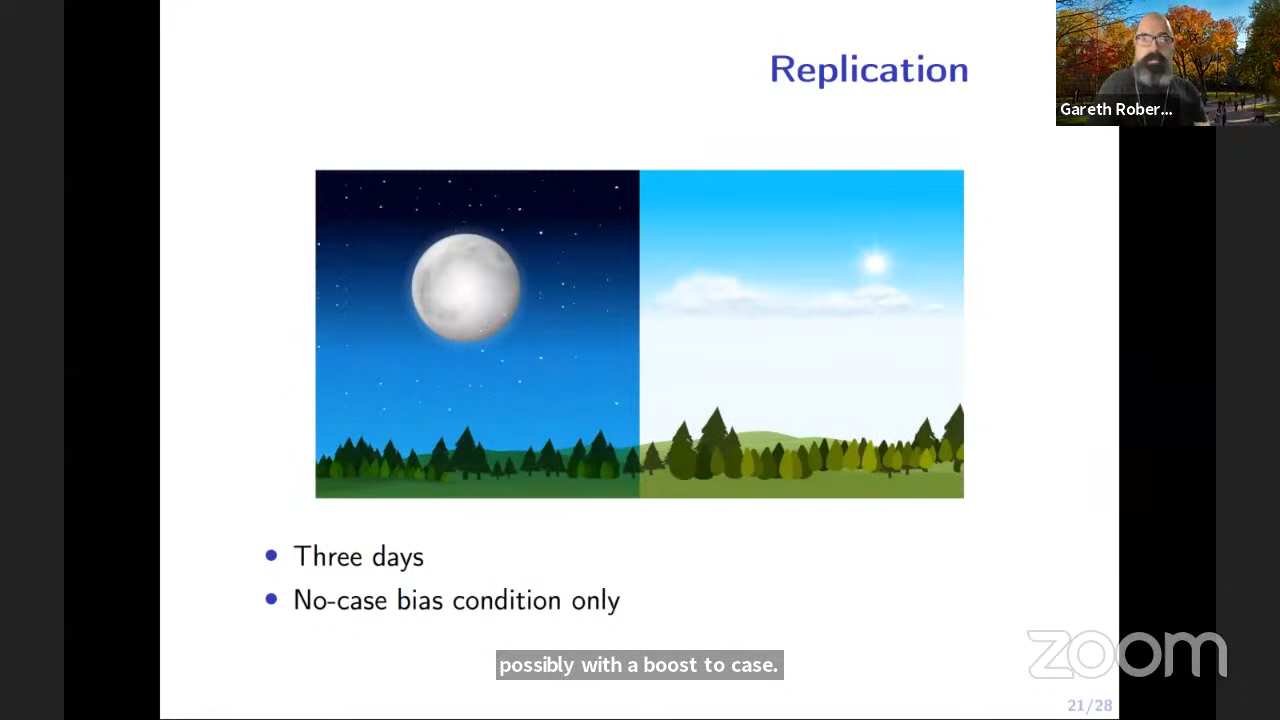 Replication
Gareth Rober...
Three days
No-case bias condition only
possibly with a boost to case.
zoom
21/28